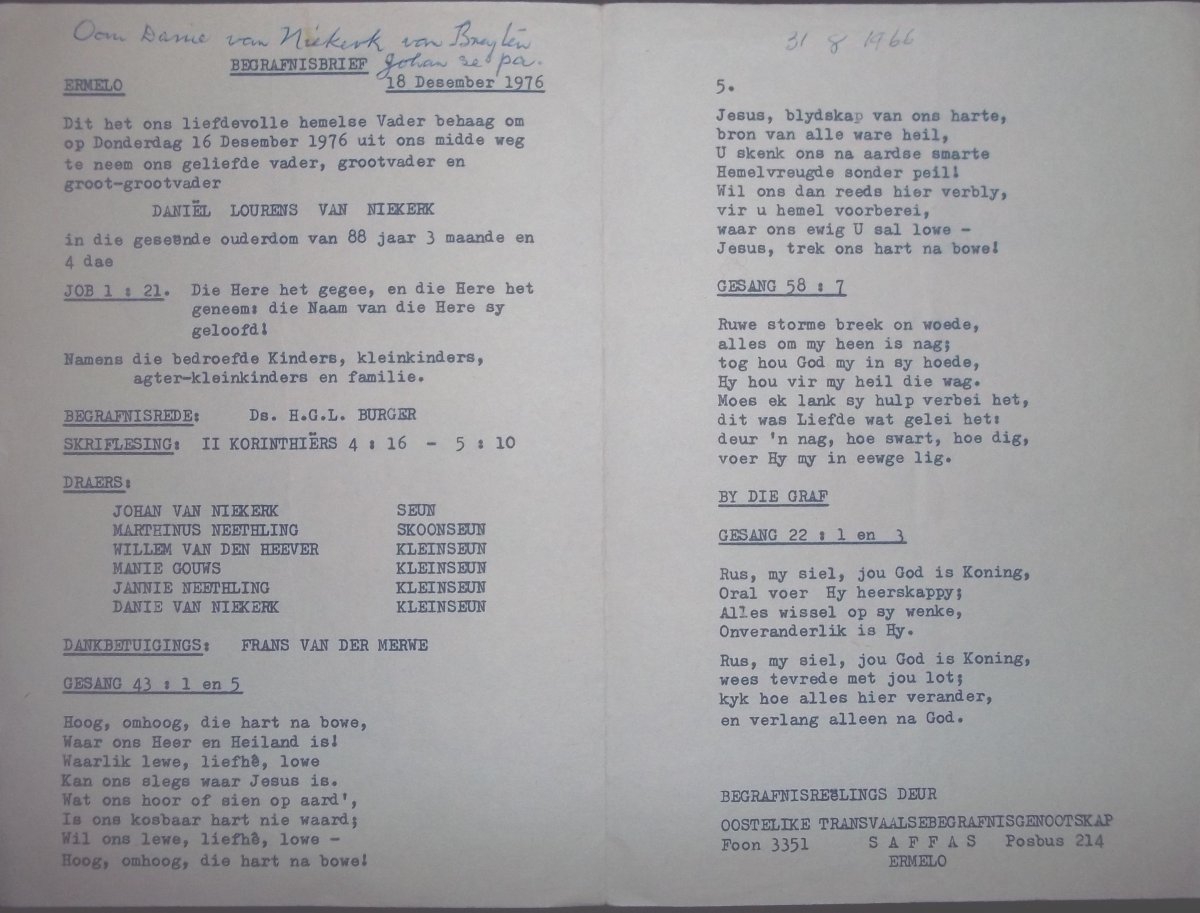 Oom Danie van Niekerk van Breyten
Johan se pa.
BEGRAFNISBRIEF
ERMELO
18 Desember 1976
Dit het ons liefdevolle hemelse Vader behaag om
op Donderdag 16 Desember 1976 uit ons midde weg
te neem ons geliefde vader, grootvader en
groot-grootvader
DANIËL LOURENS VAN NIEKERK
in die geseënde ouderdom van 88 jaar 3 maande en
4 dae
JOB 1 : 21. Die Here het gegee, en die Here het
geneem: die Naam van die Here sy
geloofd!
Namens die bedroefde Kinders, kleinkinders,
agter-kleinkinders en familie.
BEGRAFNISREDE: Ds. H.G.L. BURGER
SKRIFLESING: II KORINTHIËRS 4 : 16 - 5 : 10
DRAERS:
JOHAN VAN NIEKERK SEUN
MARTHINUS NEETHLING SKOONSEUN
WILLEM VAN DEN HEEVER KLEINSEUN
MANIE GOUWS KLEINSEUN
JANNIE NEETHLING KLEINSEUN
DANIE VAN NIEKERK KLEINSEUN
DANKBETUIGINGS: FRANS VAN DER MERWE
GESANG 43 : 1 en 5
Hoog, omhoog, die hart na bowe,
Waar ons Heer en Heiland is!
Waarlik lewe, liefhê, lowe
Kan ons slegs waar Jesus is.
Wat ons hoor of sien op aard',
Is ons kosbaar hart nie waard;
Wil ons lewe, liefhê, lowe -
Hoog, omhoog, die hart na bowe!
31 8 1966
5.
Jesus, blydskap van ons harte,
bron van alle ware heil,
U skenk ons na aardse smarte
Hemelvreugde sonder peil!
Wil ons dan reeds hier verbly,
vir u hemel voorberei,
waar ons ewig U sal lowe -
Jesus, trek ons hart na bowe!
GESANG 58 : 7
Ruwe storme breek on woede,
alles om my heen is nag;
tog hou God my in sy hoede,
Hy hou vir my heil die wag.
Moes ek lank sy hulp verbei het,
dit was Liefde wat gelei het:
deur 'n nag, hoe swart, hoe dig,
voer Hy my in eewge lig.
BY DIE GRAF
GESANG 22 : 1 en 3
Rus, my siel, jou God is Koning,
Oral voer Hy heerskappy;
Alles wissel op sy wenke,
Onveranderlik is Hy.
Rus, my siel, jou God is Koning,
wees tevrede met jou lot;
kyk hoe alles hier verander,
en verlang alleen na God.
BEGRAFNISREëLINGS DEUR
OOSTELIKE TRANSVAALSEBEGRAFNISGENOOTSKAP
Foon 3351 S A F F A S Posbus 214
ERMELO